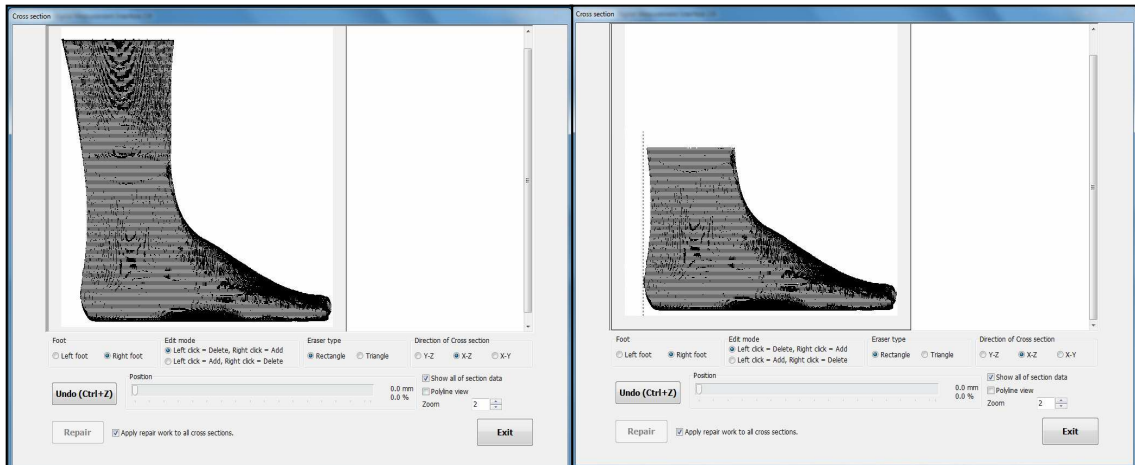 Cross section
Foot
Left foot
Right foot
Edit mode
Left click = Delete, Right click = Add
Left click = Add, Right click = Delete
Eraser type
Rectangle
Triangle
Direction of Cross section
Y-Z
X-Z
X-Y
Undo (Ctrl+Z)
Position
0.0 mm
0.0 %
Show all of section data
Polyline view
Zoom
2
Repair
Apply repair work to all cross sections.
Exit
Cross section
Foot
Left foot
Right foot
Edit mode
Left click = Delete, Right click = Add
Left click = Add, Right click = Delete
Eraser type
Rectangle
Triangle
Direction of Cross section
Y-Z
X-Z
X-Y
Undo (Ctrl+Z)
Position
0.0 mm
0.0 %
Show all of section data
Polyline view
Zoom
2
Repair
Apply repair work to all cross sections.
Exit